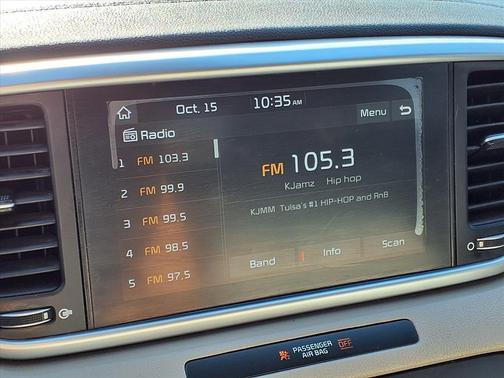 Oct. 15 10:35 AM
Menu
Radio
1 FM 103.3
2 FM 99.9
3 FM 99.5
4 FM 98.5
5 FM 97.5
FM 105.3
KJamz Hip hop
KJMM Tulsa's #1 HIP-HOP and RnB
Band Info Scan
PASSENGER AIR BAG OFF